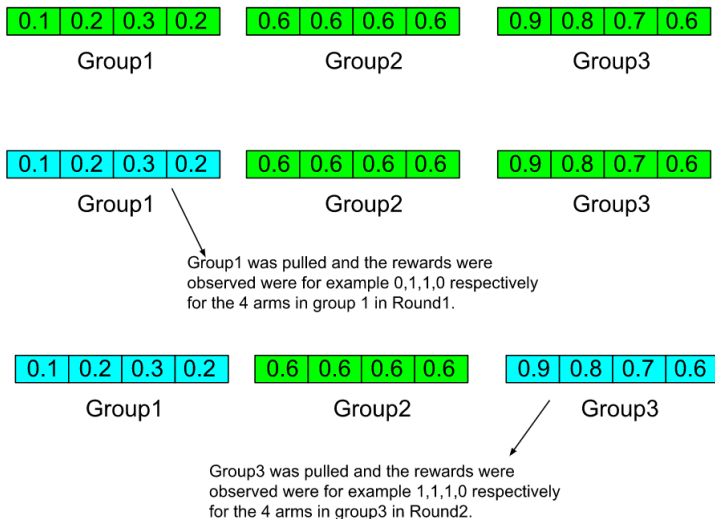 0.1 0.2 0.3 0.2 0.6 0.6 0.6 0.6 0.9 0.8 0.7 0.6
Group1 Group2 Group3
0.1 0.2 0.3 0.2 0.6 0.6 0.6 0.6 0.9 0.8 0.7 0.6
Group1 Group2 Group3
Group1 was pulled and the rewards were
observed were for example 0,1,1,0 respectively
for the 4 arms in group 1 in Round1.
0.1 0.2 0.3 0.2 0.6 0.6 0.6 0.6 0.9 0.8 0.7 0.6
Group1 Group2 Group3
Group3 was pulled and the rewards were
observed were for example 1,1,1,0 respectively
for the 4 arms in group3 in Round2.